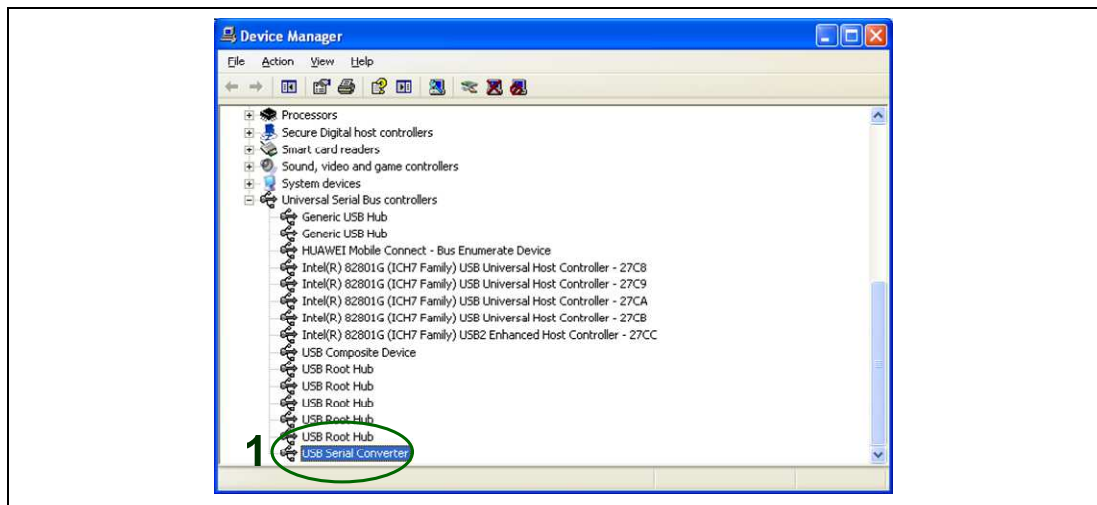 Device Manager
File Action View Help
Processors
Secure Digital host controllers
Smart card readers
Sound, video and game controllers
System devices
Universal Serial Bus controllers
Generic USB Hub
Generic USB Hub
HUAWEI Mobile Connect - Bus Enumerate Device
Intel(R) 82801G (ICH7 Family) USB Universal Host Controller - 27C8
Intel(R) 82801G (ICH7 Family) USB Universal Host Controller - 27C9
Intel(R) 82801G (ICH7 Family) USB Universal Host Controller - 27CA
Intel(R) 82801G (ICH7 Family) USB Universal Host Controller - 27CB
Intel(R) 82801G (ICH7 Family) USB2 Enhanced Host Controller - 27CC
USB Composite Device
USB Root Hub
USB Root Hub
USB Root Hub
USB Root Hub
USB Root Hub
1 USB Serial Converter